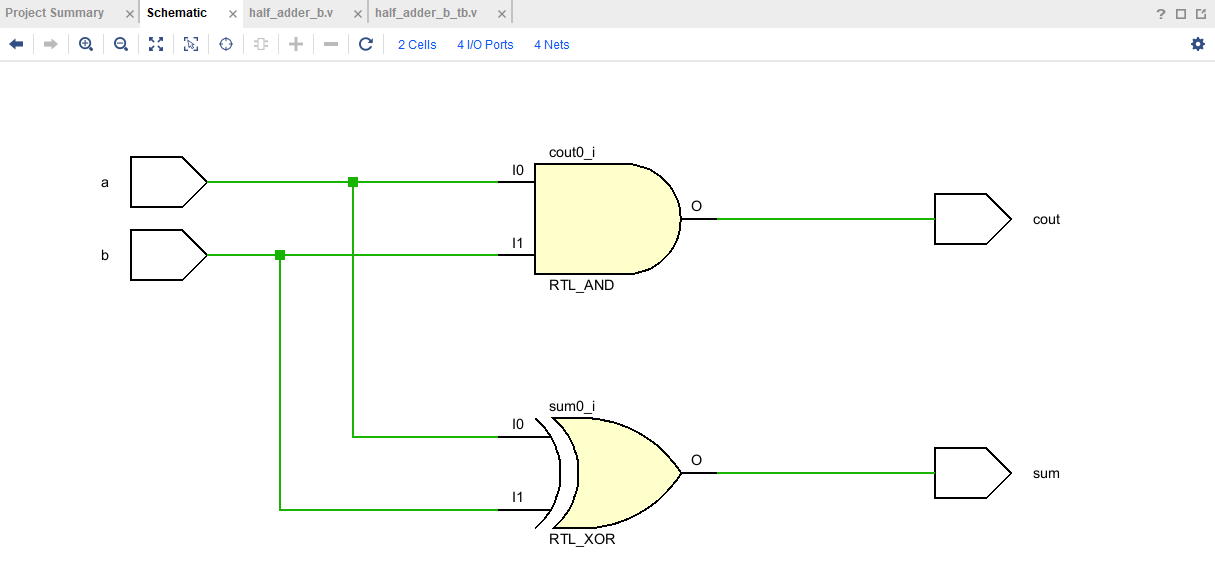 Project Summary
Schematic
half_adder_b.v
half_adder_b_tb.v
?
2 Cells
4 I/O Ports
4 Nets
cout0_i
a
I0
O
cout
b
I1
RTL_AND
sum0_i
I0
O
sum
I1
RTL_XOR